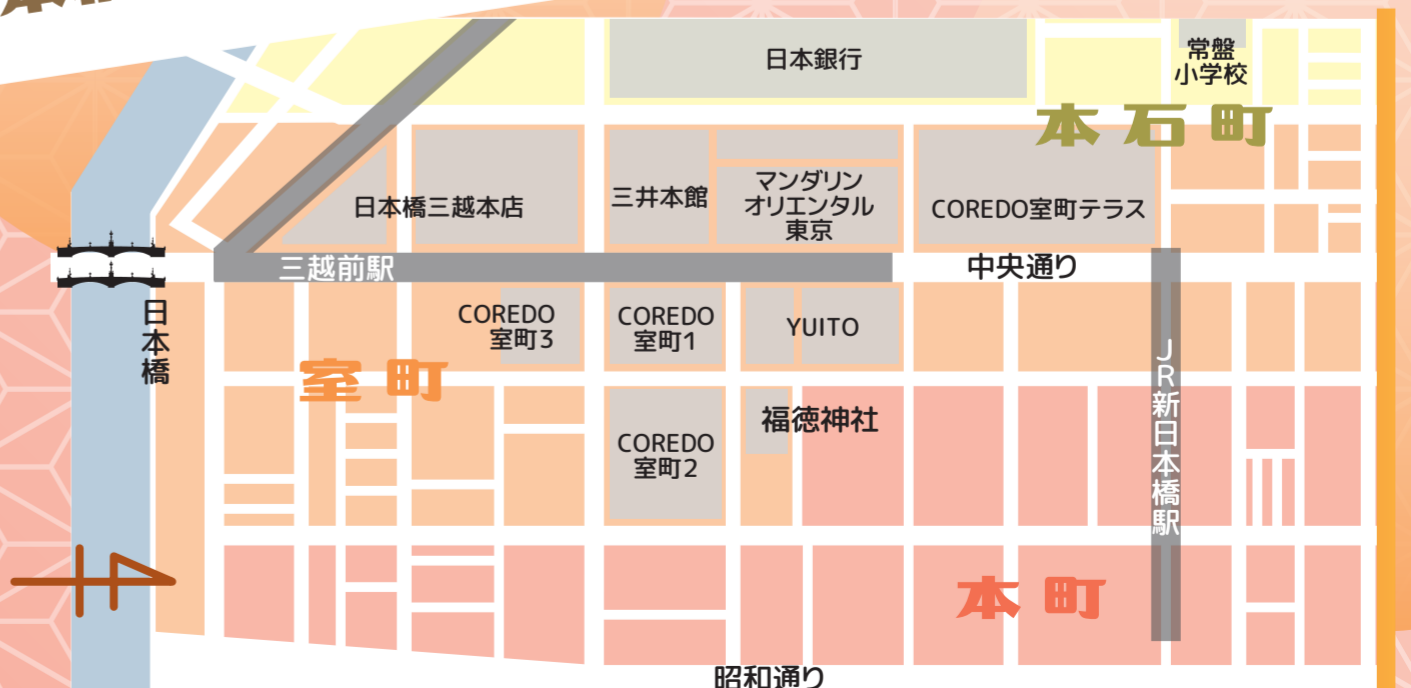 本
日本銀行
常盤
小学校
本石町
日本橋三越本店
三井本館
マンダリン
オリエンタル
東京
COREDO室町テラス
三越前駅
中央通り
日本橋
COREDO
室町3
COREDO
室町1
YUITO
JR新日本橋駅
室町
COREDO
室町2
福徳神社
本町
昭和通り